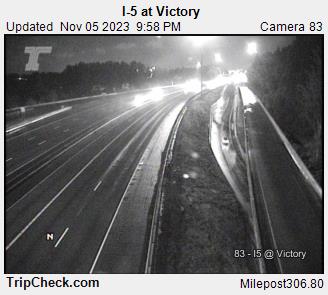 I-5 at Victory
Updated Nov 05 2023 9:58 PM Camera 83
T
N
83 - I5 @ Victory
TripCheck.com Milepost306.80